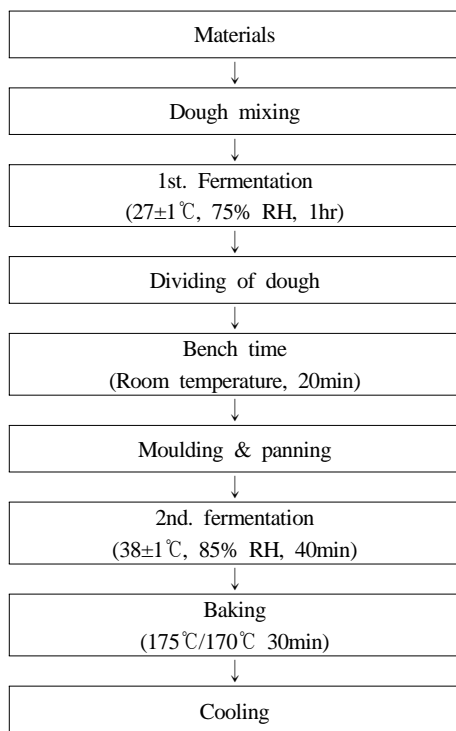 Materials
Dough mixing
1st. Fermentation
(27±1℃, 75% RH, 1hr)
Dividing of dough
Bench time
(Room temperature, 20min)
Moulding & panning
2nd. fermentation
(38±1℃, 85% RH, 40min)
Baking
(175℃/170℃ 30min)
Cooling